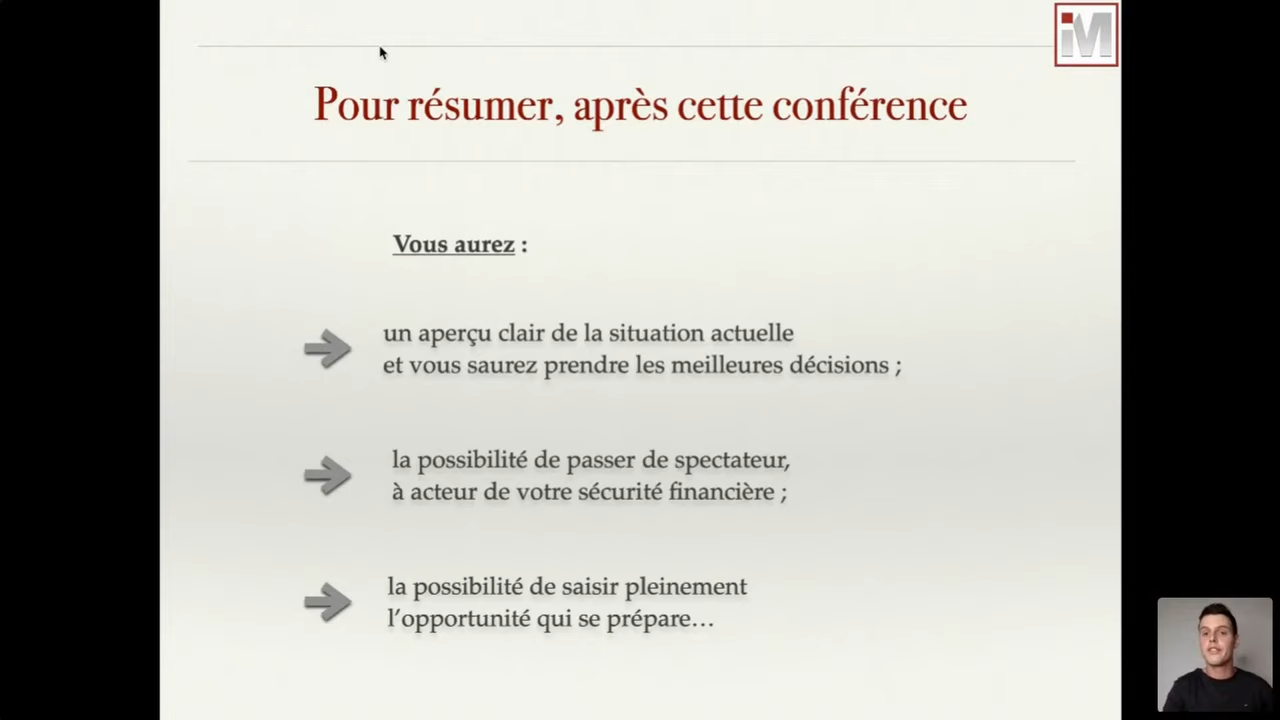 iM
Pour résumer, après cette conférence
Vous aurez :
un aperçu clair de la situation actuelle
et vous saurez prendre les meilleures décisions ;
la possibilité de passer de spectateur,
à acteur de votre sécurité financière ;
la possibilité de saisir pleinement
l’opportunité qui se prépare…